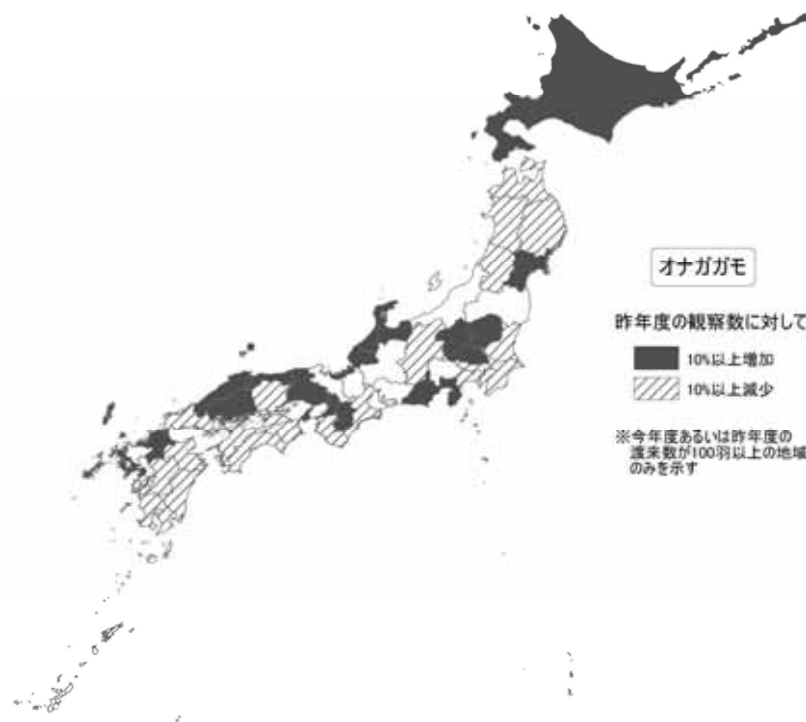 オナガガモ
昨年度の観察数に対して
10%以上増加
10%以上減少
※今年度あるいは昨年度の
渡来数が100羽以上の地域
のみを示す